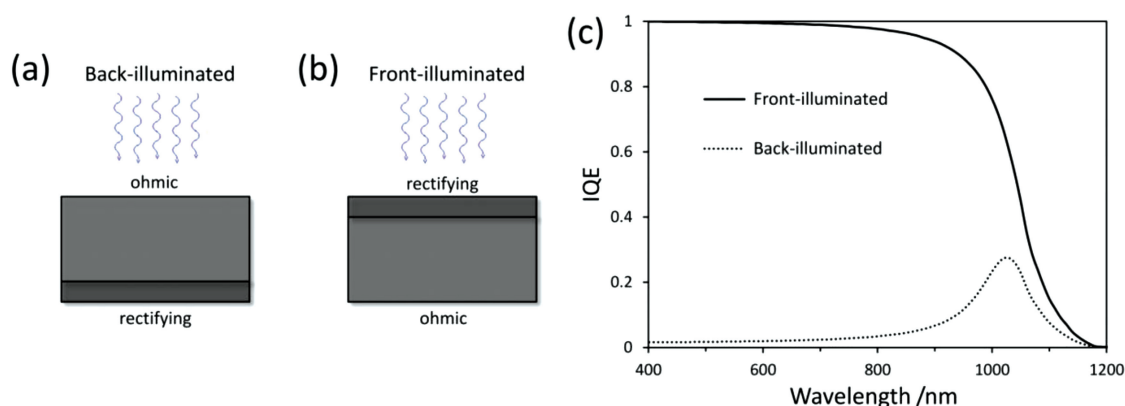 (a)
Back-illuminated
ohmic
rectifying
(b)
Front-illuminated
rectifying
ohmic
(c)
1
0.8
0.6
0.4
0.2
0
IQE
Front-illuminated
Back-illuminated
400
600
800
1000
1200
Wavelength /nm